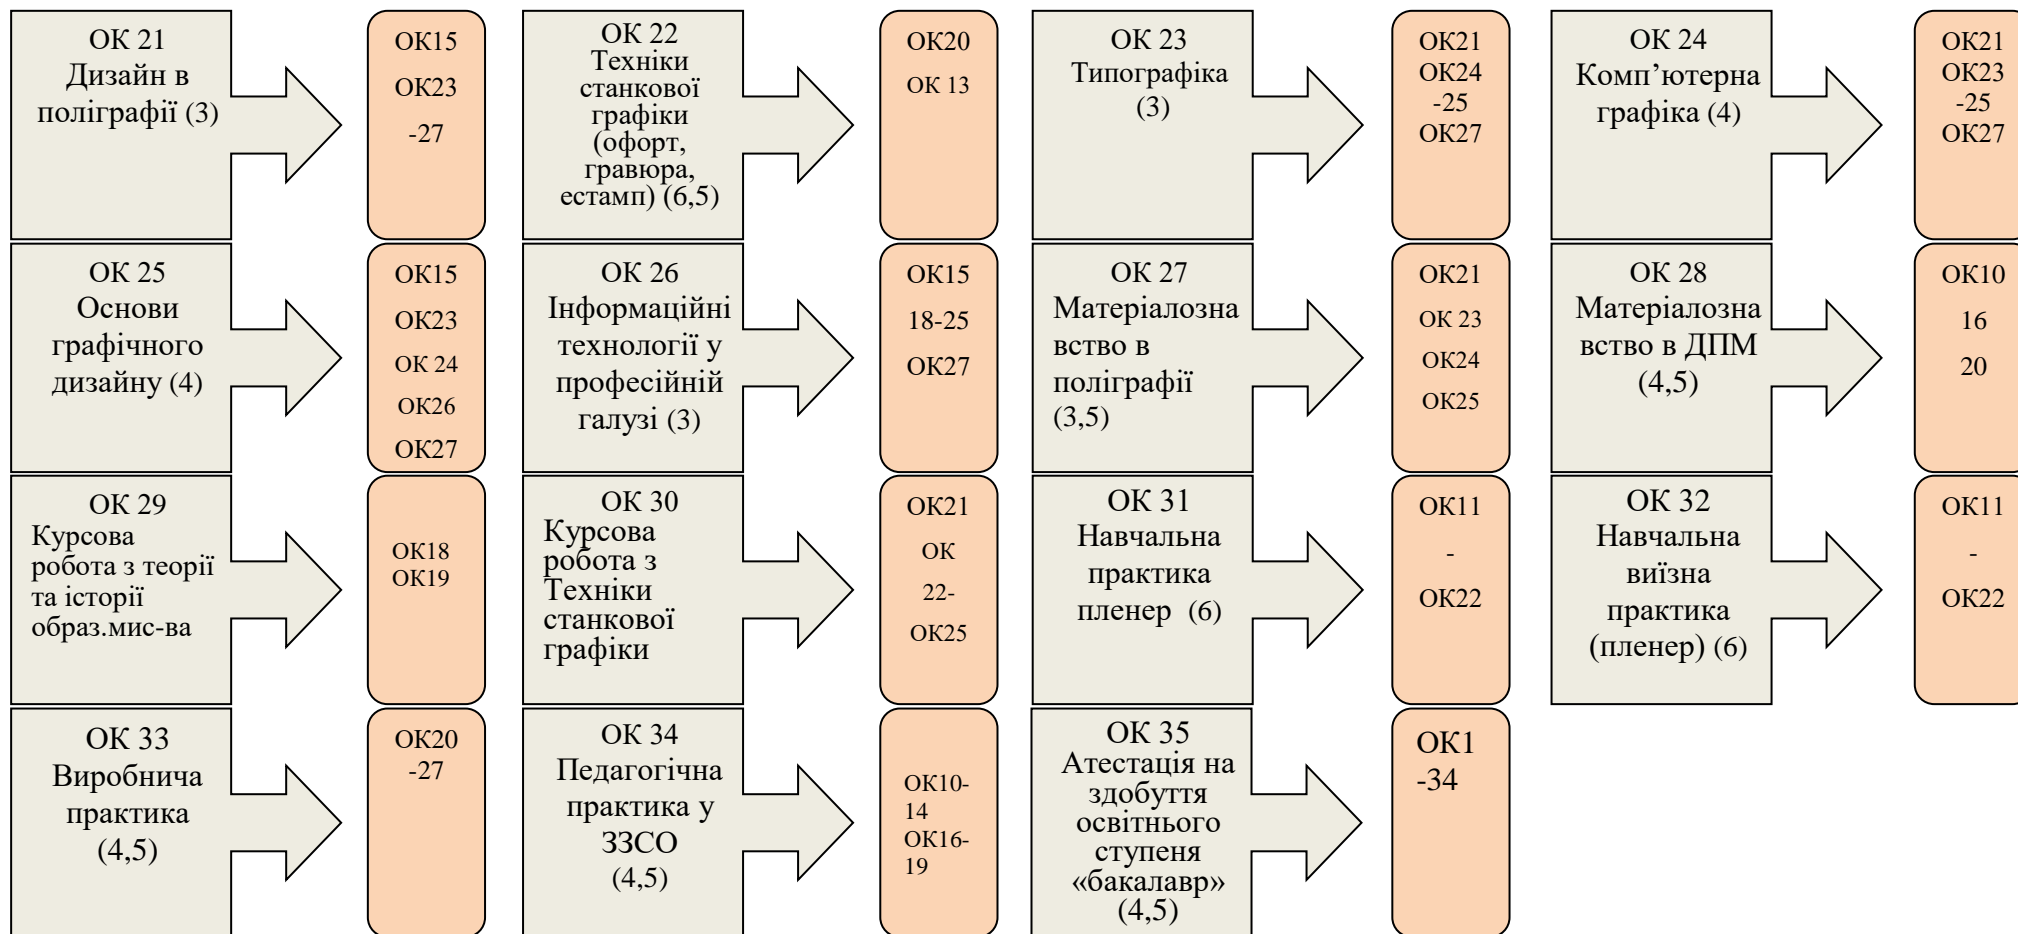 ОК 21
Дизайн в
поліграфії (3)
ОК15
ОК23
-27
ОК 22
Техніки
станкової
графіки
(офорт,
гравюра,
естамп) (6,5)
ОК20
ОК 13
ОК 23
Типографіка
(3)
ОК21
ОК24
-25
ОК27
ОК 24
Комп’ютерна
графіка (4)
ОК21
ОК23
-25
ОК27
ОК 25
Основи
графічного
дизайну (4)
ОК15
ОК23
ОК 24
ОК26
ОК27
ОК 26
Інформаційні
технології у
професійній
галузі (3)
ОК15
18-25
ОК27
ОК 27
Матеріалозна
вство в
поліграфії
(3,5)
ОК21
ОК 23
ОК24
ОК25
ОК 28
Матеріалозна
вство в ДПМ
(4,5)
ОК10
16
20
ОК 29
Курсова
робота з теорії
та історії
образ.мис-ва
ОК18
ОК19
ОК 30
Курсова
робота з
Техніки
станкової
графіки
ОК21
ОК
22-
ОК25
ОК 31
Навчальна
практика
пленер (6)
ОК11
-
ОК22
ОК 32
Навчальна
виїзна
практика
(пленер) (6)
ОК11
-
ОК22
ОК 33
Виробнича
практика
(4,5)
ОК20
-27
ОК 34
Педагогічна
практика у
ЗЗСО
(4,5)
ОК10-
14
ОК16-
19
ОК 35
Атестація на
здобуття
освітнього
ступеня
«бакалавр»
(4,5)
ОК1
-34